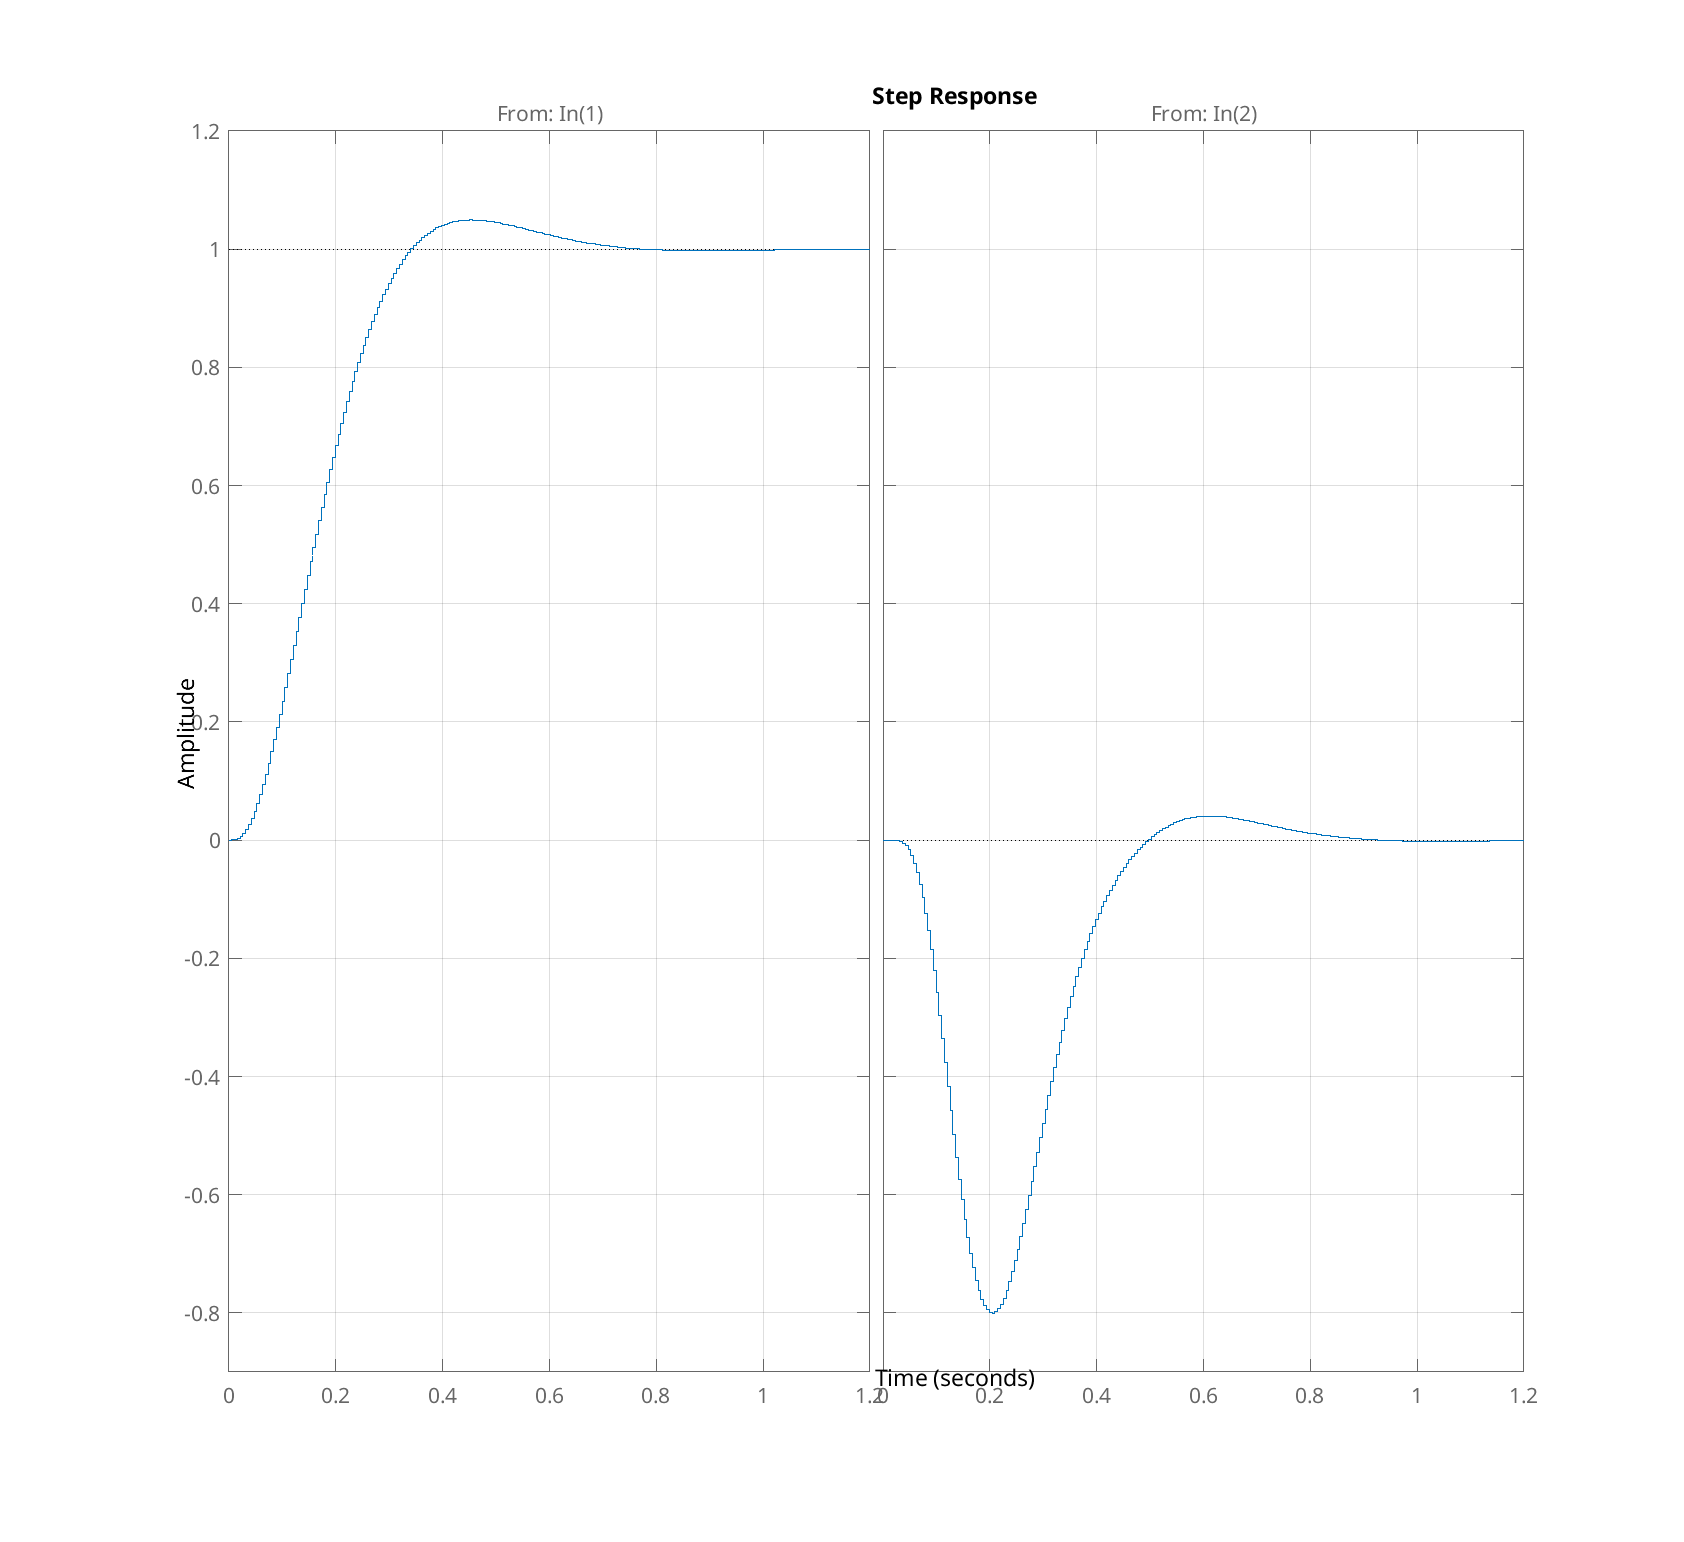 Step Response
From: In(1)
From: In(2)
1.2
1
0.8
0.6
0.4
0.2
0
-0.2
-0.4
-0.6
-0.8
Amplitude
0 0.2 0.4 0.6 0.8 1 1.2
0 0.2 0.4 0.6 0.8 1 1.2
Time (seconds)